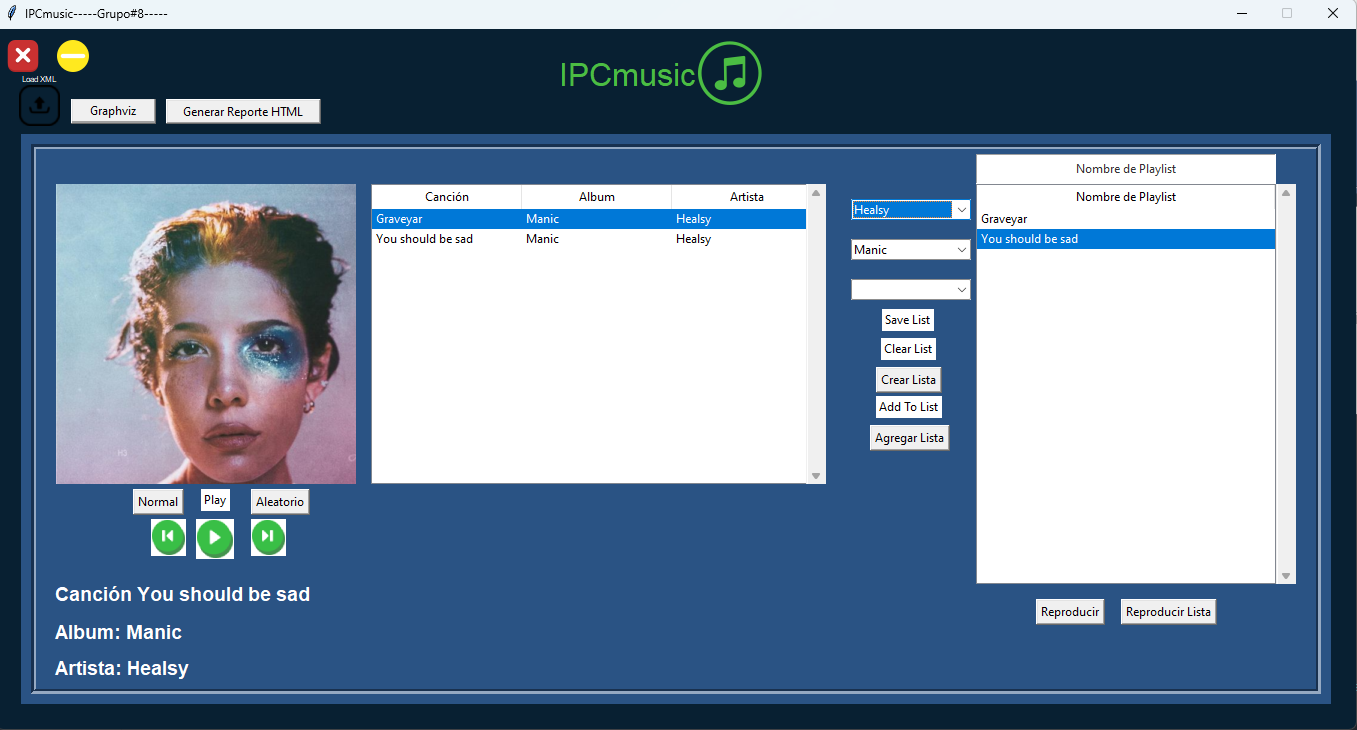 IPCmusic-----Grupo#8-----
IPCmusic
Load XML
Graphviz
Generar Reporte HTML
Nombre de Playlist
Canción Album Artista
Graveyar Manic Healsy
You should be sad Manic Healsy
Healsy
Manic
Save List
Clear List
Crear Lista
Add To List
Agregar Lista
Nombre de Playlist
Graveyar
You should be sad
Normal
Play
Aleatorio
Canción You should be sad
Album: Manic
Artista: Healsy
Reproducir
Reproducir Lista